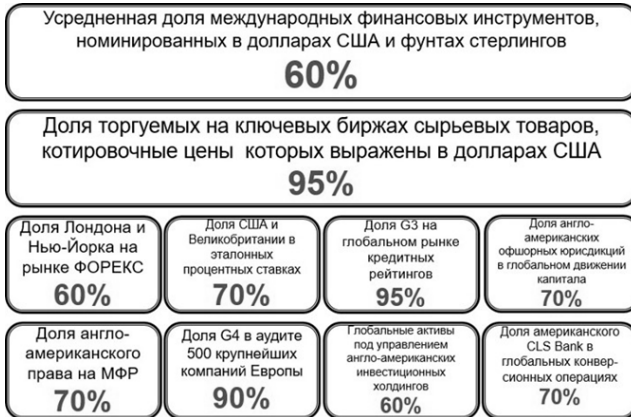 Усредненная доля международных финансовых инструментов,
номинированных в долларах США и фунтах стерлингов
60%
Доля торгуемых на ключевых биржах сырьевых товаров,
котировочные цены которых выражены в долларах США
95%
Доля Лондона и
Нью-Йорка на
рынке ФОРЕКС
60%
Доля США и
Великобритании в
эталонных
процентных ставках
70%
Доля G3 на
глобальном рынке
кредитных
рейтингов
95%
Доля англо-
американских
офшорных юрисдикций
в глобальном движении
капитала
70%
Доля англо-
американского
права на МФР
70%
Доля G4 в аудите
500 крупнейших
компаний Европы
90%
Глобальные активы
под управлением
англо-американских
инвестиционных
холдингов
60%
Доля американского
CLS Bank в
глобальных конвер-
сионных операциях
70%